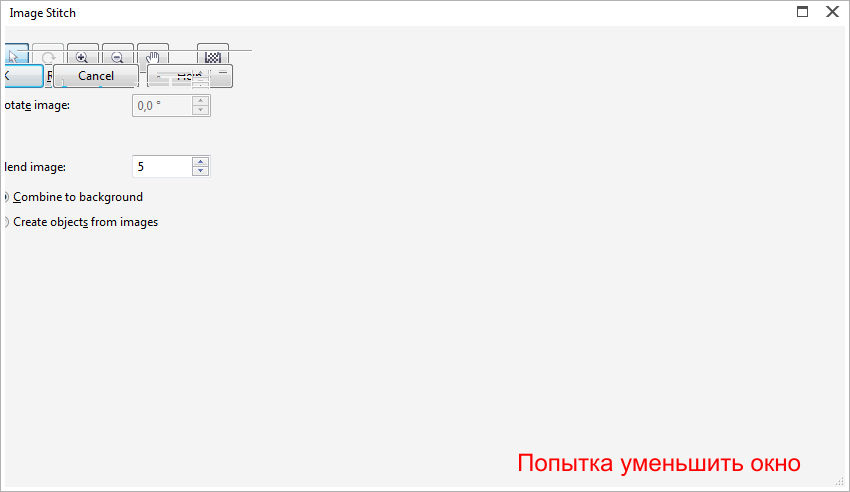 Image Stitch
K
R
Cancel
Help
otate image:
0,0 °
lend image:
5
Combine to background
Create objects from images
Попытка уменьшить окно